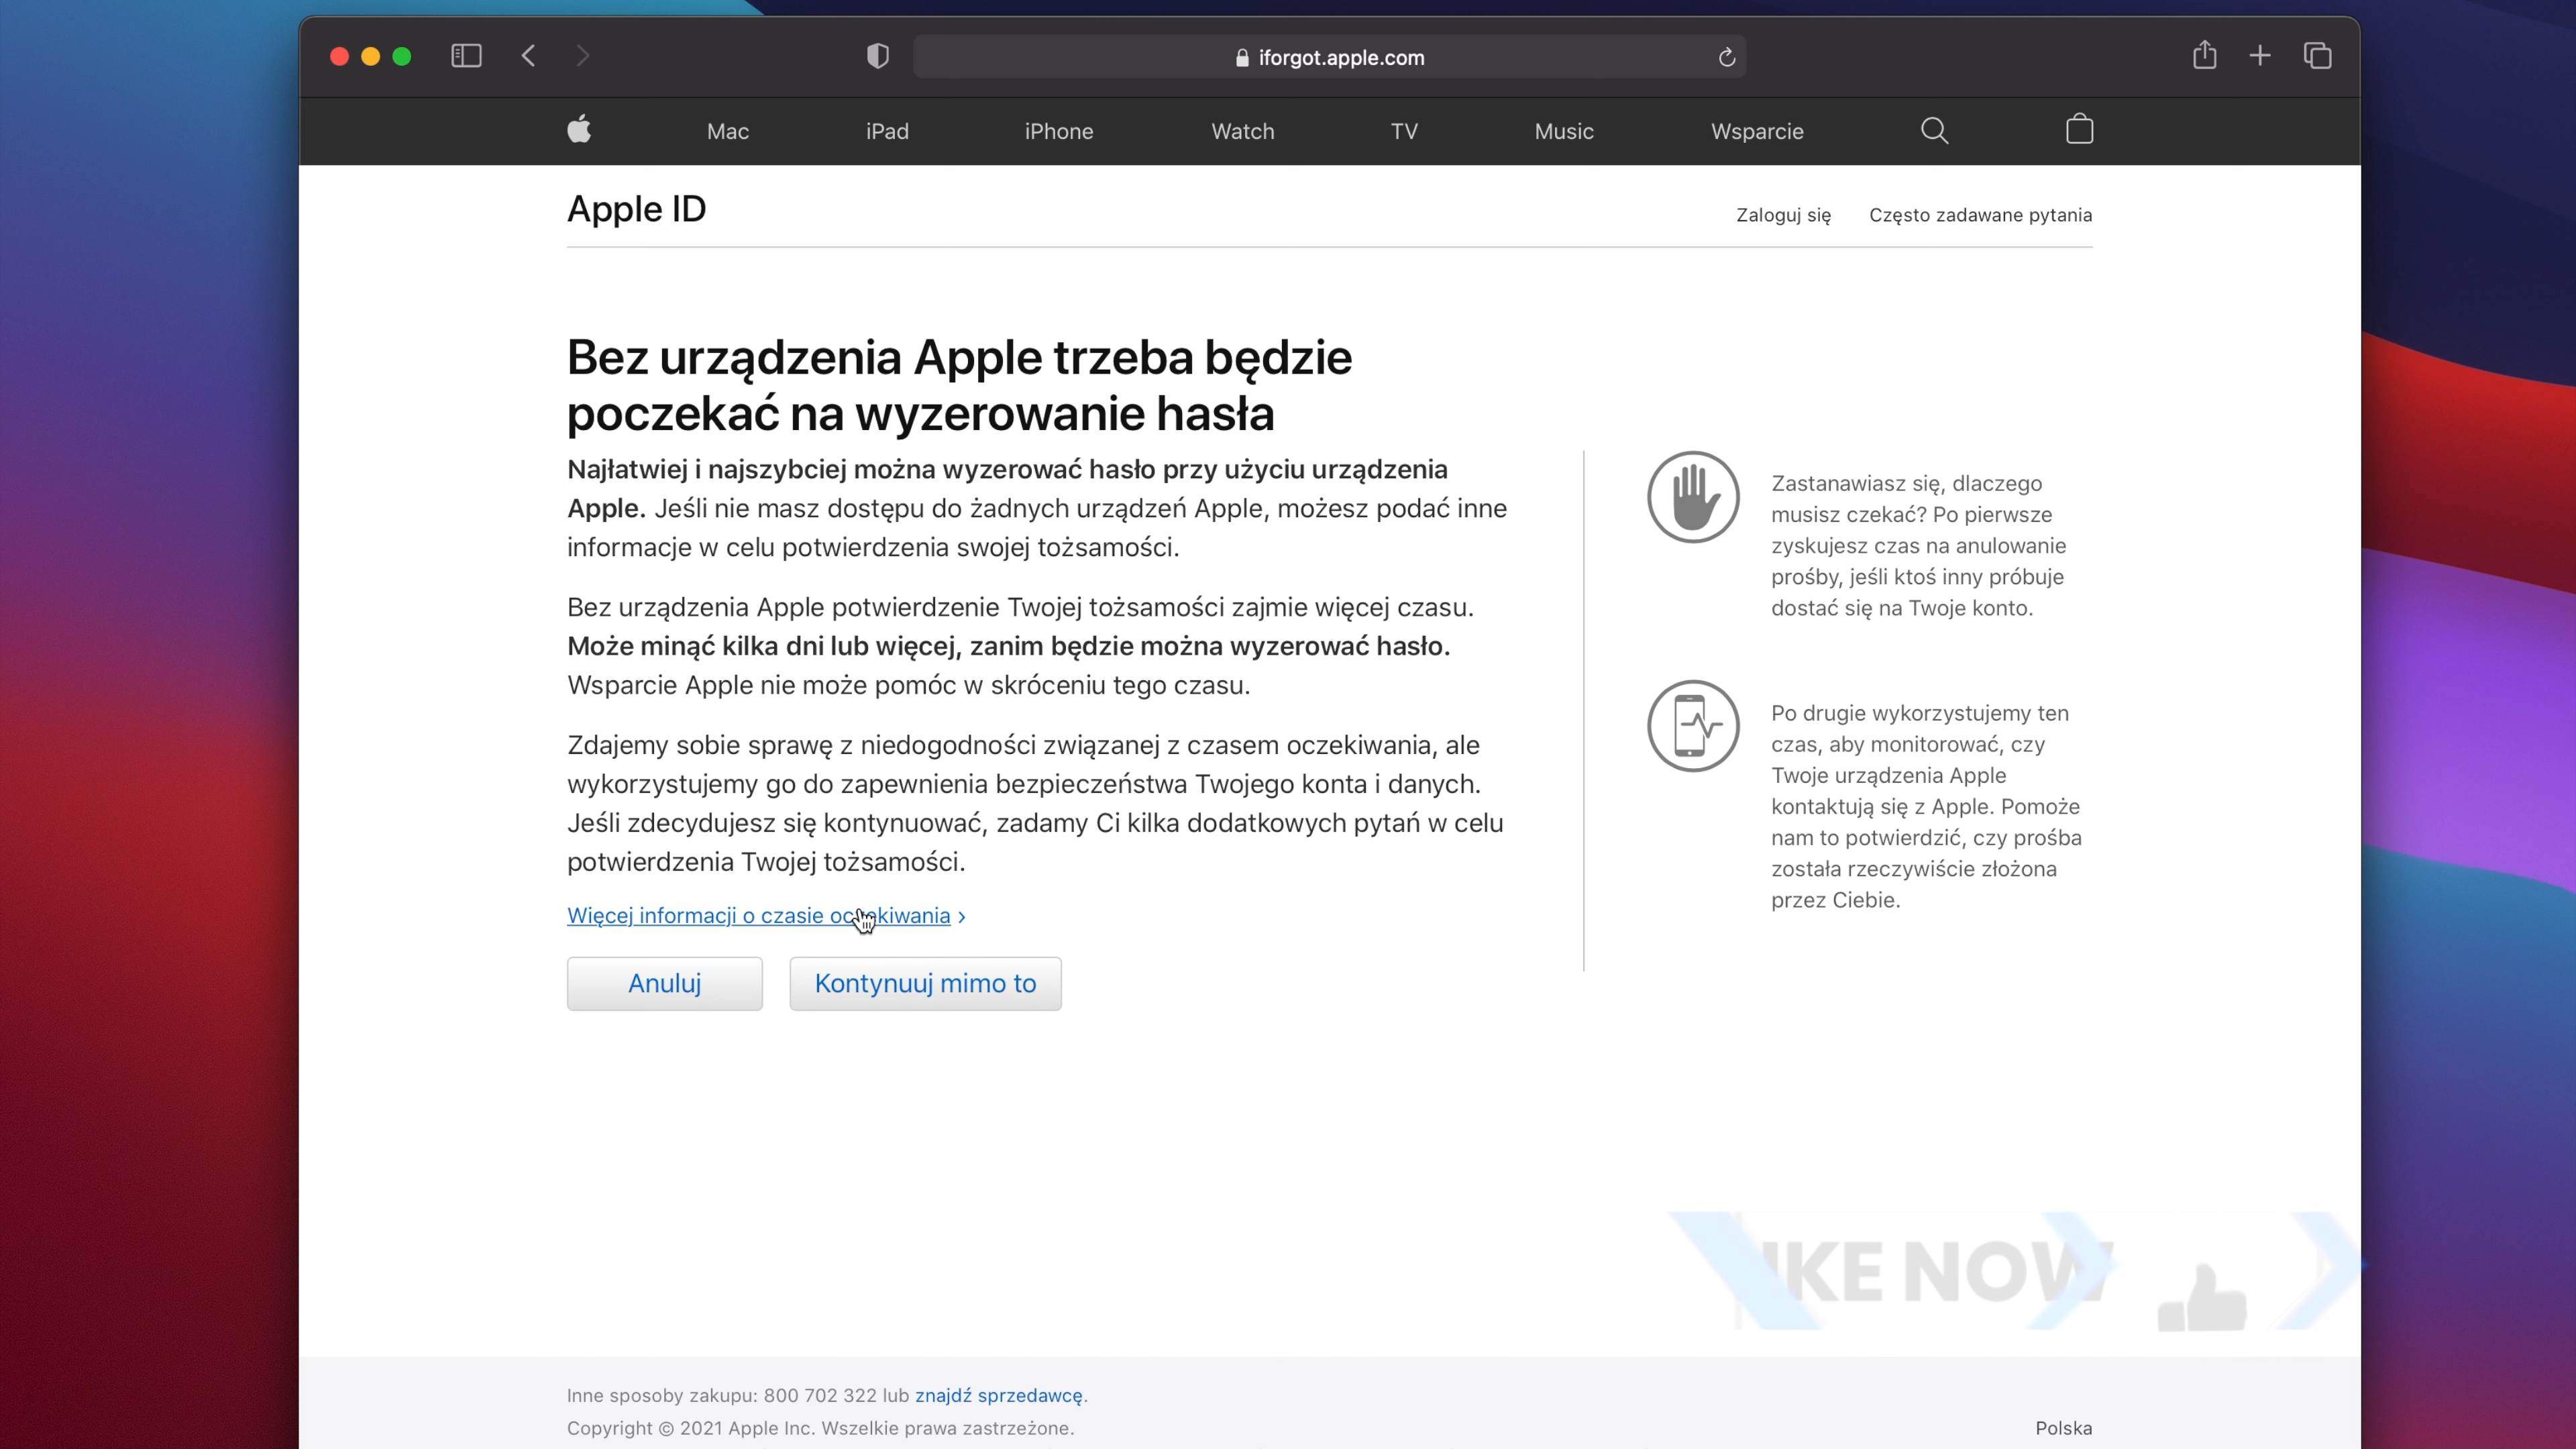 iforgot.apple.com
Mac iPad iPhone Watch TV Music Wsparcie
Apple ID
Zaloguj się Często zadawane pytania
Bez urządzenia Apple trzeba będzie
poczekać na wyzerowanie hasła
Najłatwiej i najszybciej można wyzerować hasło przy użyciu urządzenia
Apple. Jeśli nie masz dostępu do żadnych urządzeń Apple, możesz podać inne
informacje w celu potwierdzenia swojej tożsamości.
Bez urządzenia Apple potwierdzenie Twojej tożsamości zajmie więcej czasu.
Może minąć kilka dni lub więcej, zanim będzie można wyzerować hasło.
Wsparcie Apple nie może pomóc w skróceniu tego czasu.
Zdajemy sobie sprawę z niedogodności związanej z czasem oczekiwania, ale
wykorzystujemy go do zapewnienia bezpieczeństwa Twojego konta i danych.
Jeśli zdecydujesz się kontynuować, zadamy Ci kilka dodatkowych pytań w celu
potwierdzenia Twojej tożsamości.
Więcej informacji o czasie oczekiwania ›
Anuluj Kontynuuj mimo to
Zastanawiasz się, dlaczego
musisz czekać? Po pierwsze
zyskujesz czas na anulowanie
prośby, jeśli ktoś inny próbuje
dostać się na Twoje konto.
Po drugie wykorzystujemy ten
czas, aby monitorować, czy
Twoje urządzenia Apple
kontaktują się z Apple. Pomoże
nam to potwierdzić, czy prośba
została rzeczywiście złożona
przez Ciebie.
IKE NOW
Inne sposoby zakupu: 800 702 322 lub znajdź sprzedawcę.
Copyright © 2021 Apple Inc. Wszelkie prawa zastrzeżone.
Polska